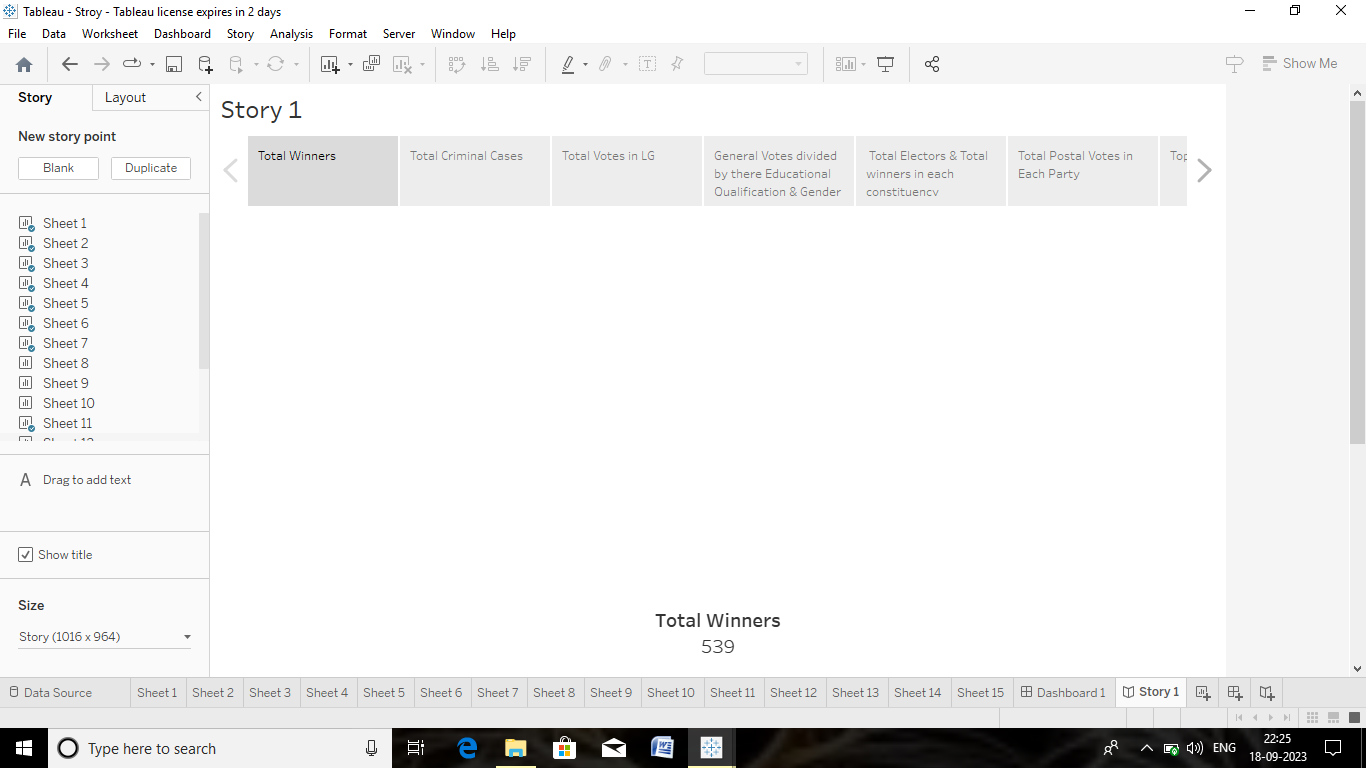 Tableau - Stroy - Tableau license expires in 2 days
File Data Worksheet Dashboard Story Analysis Format Server Window Help
Show Me
Story Layout
New story point
Blank Duplicate
Sheet 1
Sheet 2
Sheet 3
Sheet 4
Sheet 5
Sheet 6
Sheet 7
Sheet 8
Sheet 9
Sheet 10
Sheet 11
A Drag to add text
Show title
Size
Story (1016 x 964)
Story 1
Total Winners
Total Criminal Cases
Total Votes in LG
General Votes divided
by there Educational
Qualification & Gender
Total Electors & Total
winners in each
constituency
Total Postal Votes in
Each Party
Total Winners
539
Data Source Sheet 1 Sheet 2 Sheet 3 Sheet 4 Sheet 5 Sheet 6 Sheet 7 Sheet 8 Sheet 9 Sheet 10 Sheet 11 Sheet 12 Sheet 13 Sheet 14 Sheet 15 Dashboard 1 Story 1
Type here to search
ENG
22:25
18-09-2023